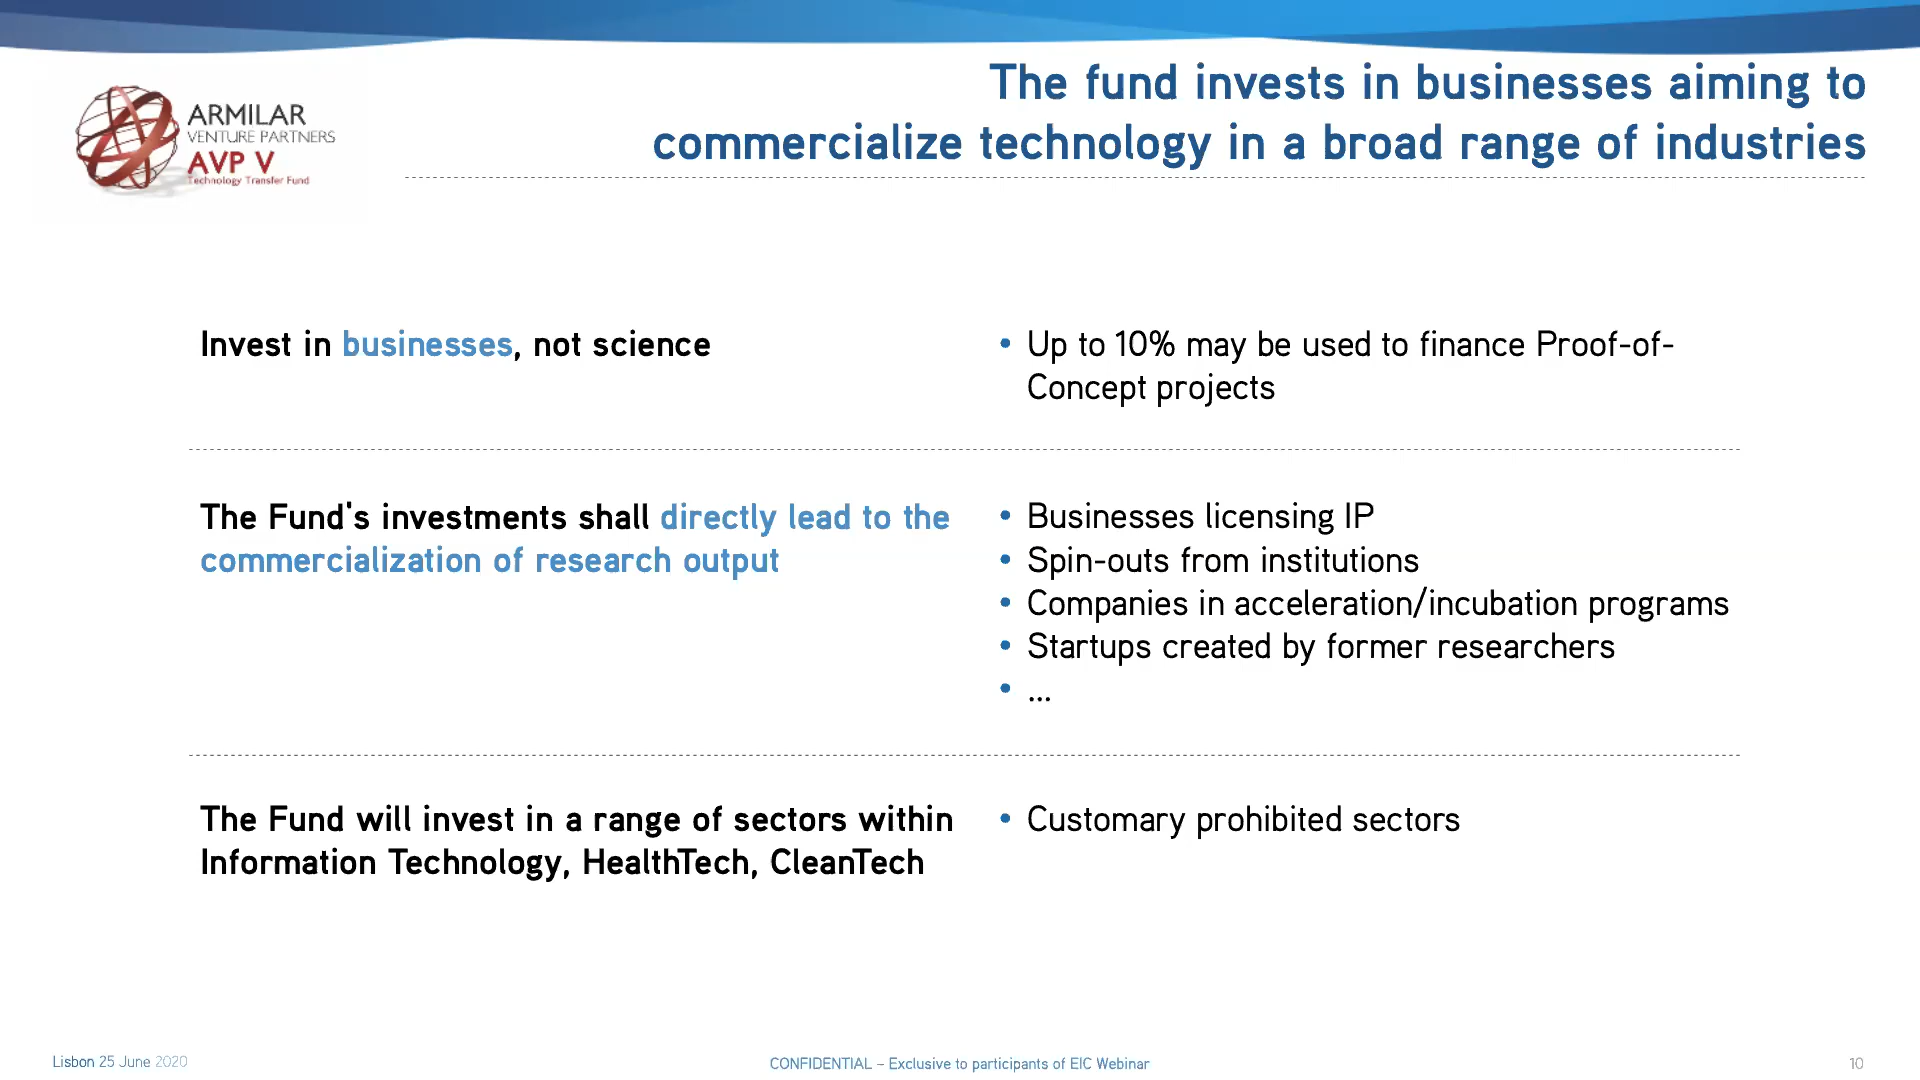 The fund invests in businesses aiming to
commercialize technology in a broad range of industries
ARMILAR
VENTURE PARTNERS
AVP V
Technology Transfer Fund
Invest in businesses, not science
• Up to 10% may be used to finance Proof-of-
Concept projects
The Fund's investments shall directly lead to the
commercialization of research output
• Businesses licensing IP
• Spin-outs from institutions
• Companies in acceleration/incubation programs
• Startups created by former researchers
• ...
The Fund will invest in a range of sectors within
Information Technology, HealthTech, CleanTech
• Customary prohibited sectors
Lisbon 25 June 2020
CONFIDENTIAL – Exclusive to participants of EIC Webinar
10